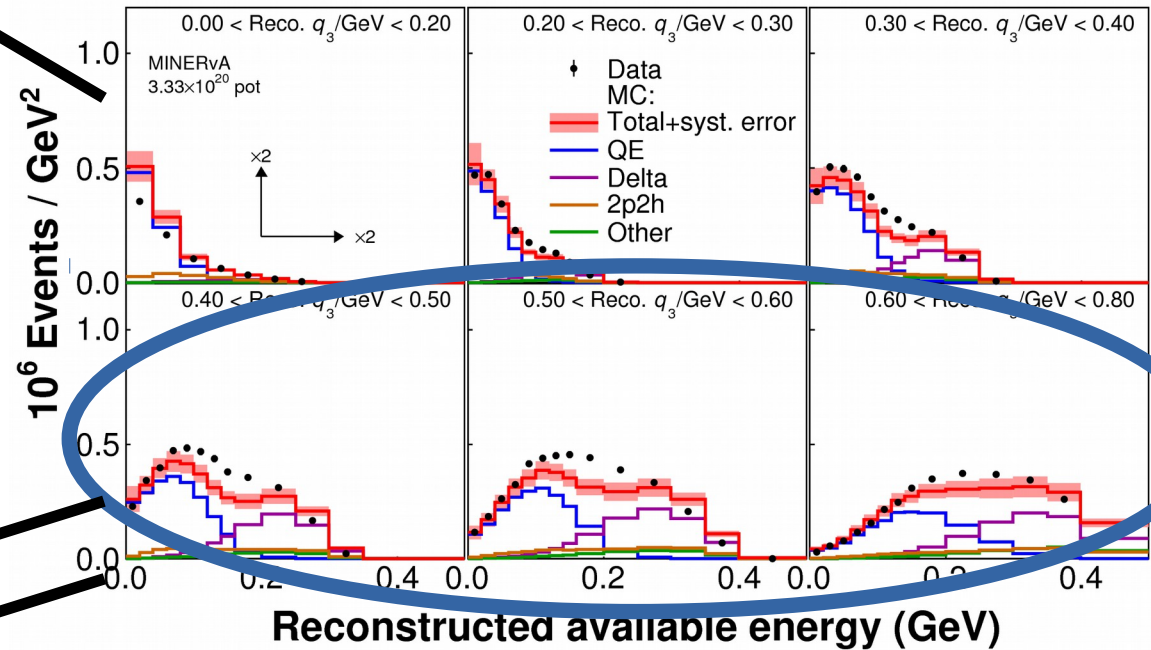 0.00 < Reco. q3/GeV < 0.20
0.20 < Reco. q3/GeV < 0.30
0.30 < Reco. q3/GeV < 0.40
1.0
MINERvA
3.33×10^20 pot
Data
MC:
Total+syst. error
QE
Delta
2p2h
Other
×2
×2
0.5
0.0
10^6 Events / GeV^2
0.40 < Reco. q3/GeV < 0.50
0.50 < Reco. q3/GeV < 0.60
0.60 < Reco. q3/GeV < 0.80
1.0
0.5
0.0
0.0 0.2 0.4
0.0 0.2 0.4
0.0 0.2 0.4
Reconstructed available energy (GeV)